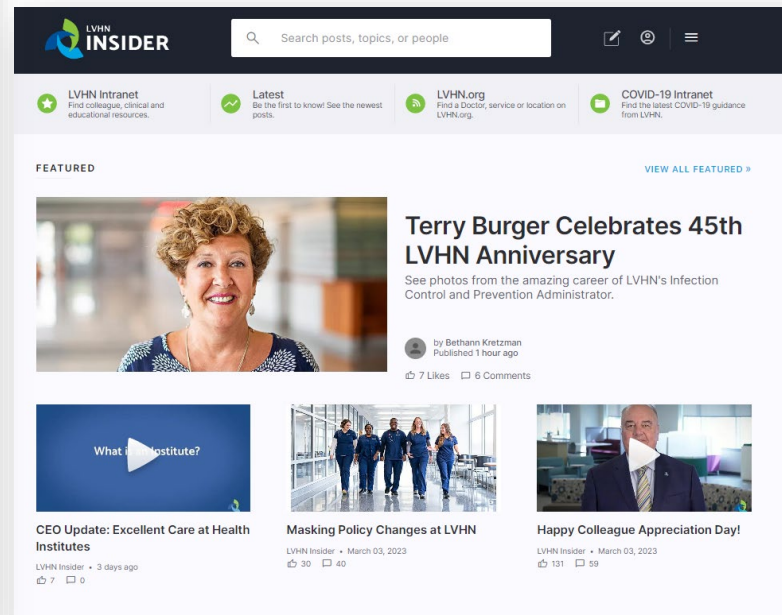 LVHN
INSIDER
Search posts, topics, or people
LVHN Intranet
Find colleague, clinical and
educational resources.
Latest
Be the first to know! See the newest
posts.
LVHN.org
Find a Doctor, service or location on
LVHN.org.
COVID-19 Intranet
Find the latest COVID-19 guidance
from LVHN.
FEATURED
VIEW ALL FEATURED »
Terry Burger Celebrates 45th
LVHN Anniversary
See photos from the amazing career of LVHN's Infection
Control and Prevention Administrator.
by Bethann Kretzman
Published 1 hour ago
7 Likes 6 Comments
What is Institute?
CEO Update: Excellent Care at Health
Institutes
LVHN Insider • 3 days ago
7 0
Masking Policy Changes at LVHN
LVHN Insider • March 03, 2023
30 40
Happy Colleague Appreciation Day!
LVHN Insider • March 03, 2023
131 59